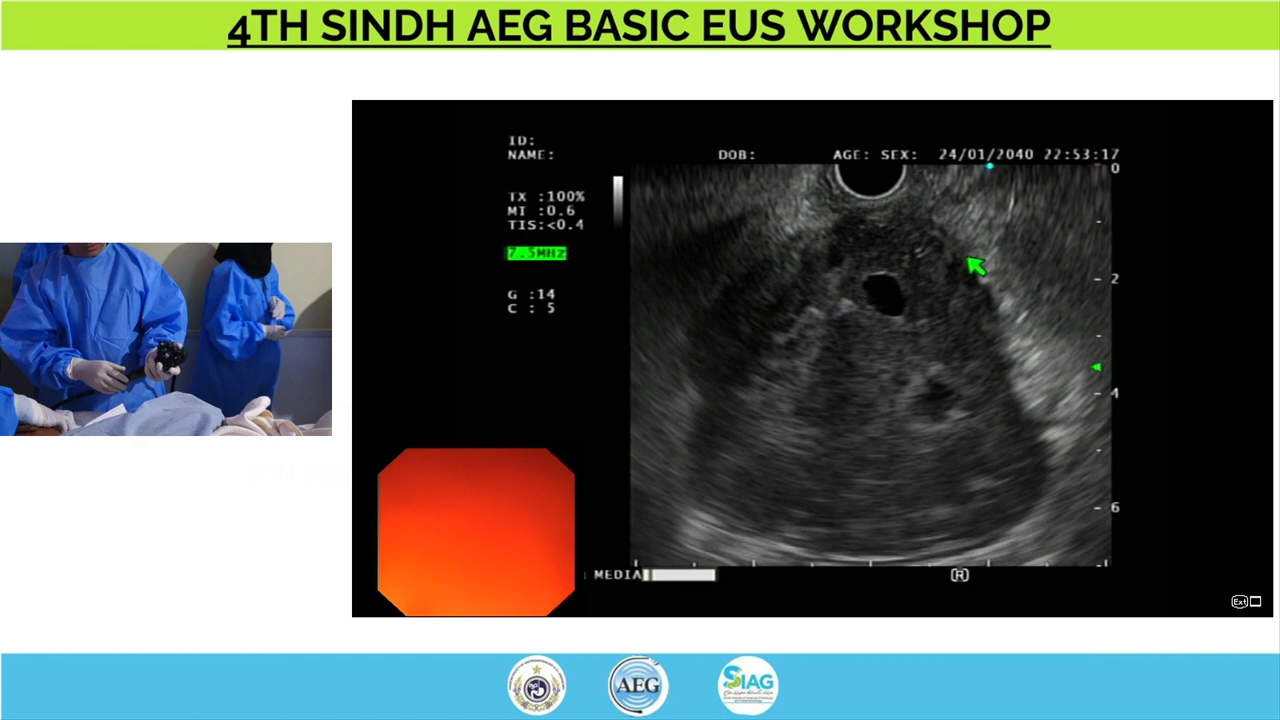 4TH SINDH AEG BASIC EUS WORKSHOP
ID:
NAME: DOB: AGE: SEX: 24/01/2040 22:53:17
TX :100%
MI :0.6
TIS:<0.4
7.5MHz
G :14
C : 5
0
2
4
6
MEDIA
R
Ext
AEG
SIAG